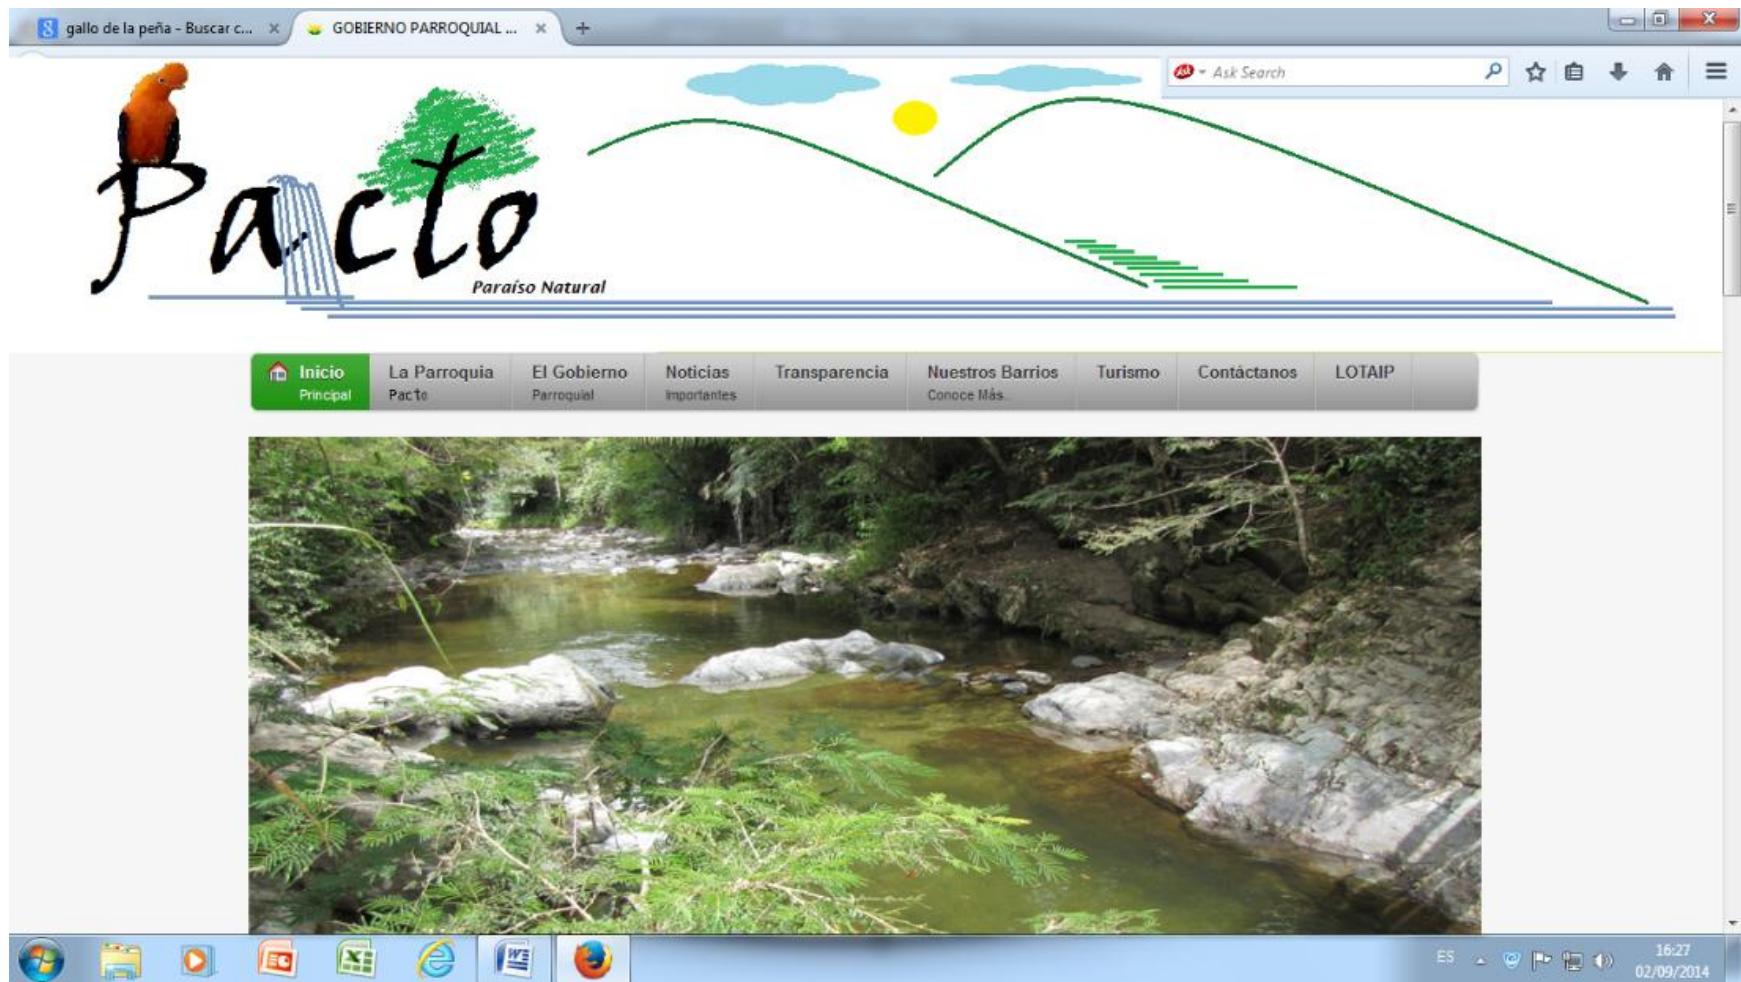 gallo de la peña - Buscar c...
GOBIERNO PARROQUIAL ...
Ask Search
Pacto
Paraíso Natural
Inicio
Principal
La Parroquia
Pacto
El Gobierno
Parroquial
Noticias
Importantes
Transparencia
Nuestros Barrios
Conoce Más..
Turismo
Contáctanos
LOTAIP
ES
16:27
02/09/2014